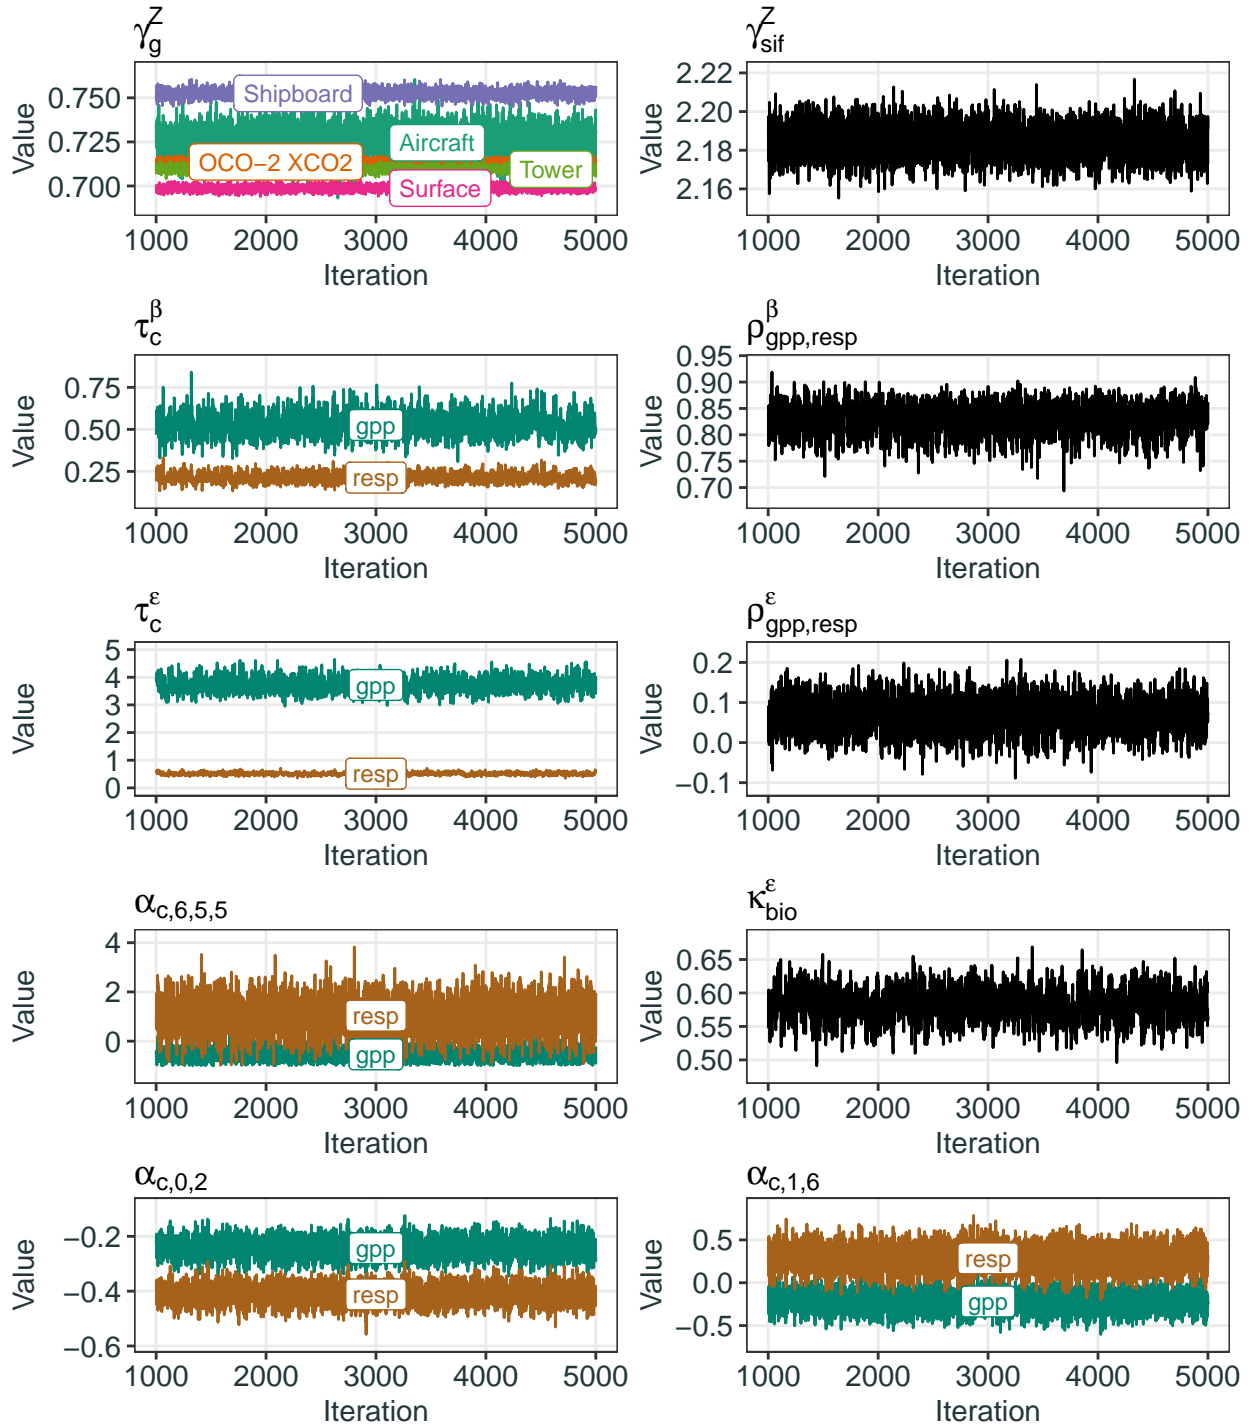 γ_g^Z
γ_sif^Z
Value
0.750
0.725
0.700
Shipboard
Aircraft
OCO−2 XCO2
Tower
Surface
1000 2000 3000 4000 5000
Iteration
Value
2.22
2.20
2.18
2.16
1000 2000 3000 4000 5000
Iteration
τ_c^β
ρ_gpp,resp^β
Value
0.75
0.50
0.25
gpp
resp
1000 2000 3000 4000 5000
Iteration
Value
0.95
0.90
0.85
0.80
0.75
0.70
1000 2000 3000 4000 5000
Iteration
τ_c^ε
ρ_gpp,resp^ε
Value
5
4
3
2
1
0
gpp
resp
1000 2000 3000 4000 5000
Iteration
Value
0.2
0.1
0.0
−0.1
1000 2000 3000 4000 5000
Iteration
α_c,6,5,5
κ_bio^ε
Value
4
2
0
resp
gpp
1000 2000 3000 4000 5000
Iteration
Value
0.65
0.60
0.55
0.50
1000 2000 3000 4000 5000
Iteration
α_c,0,2
α_c,1,6
Value
−0.2
−0.4
−0.6
gpp
resp
1000 2000 3000 4000 5000
Iteration
Value
0.5
0.0
−0.5
resp
gpp
1000 2000 3000 4000 5000
Iteration